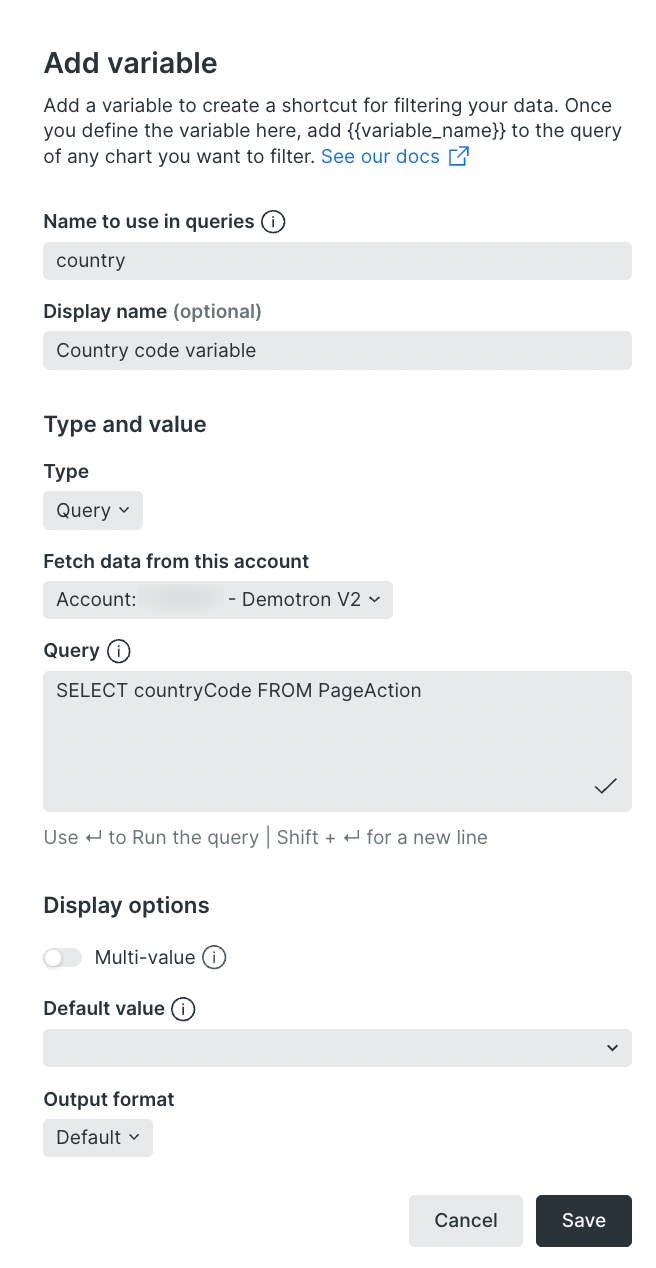 Add variable
Add a variable to create a shortcut for filtering your data. Once
you define the variable here, add {{variable_name}} to the query
of any chart you want to filter. See our docs
Name to use in queries
country
Display name (optional)
Country code variable
Type and value
Type
Query
Fetch data from this account
Account: - Demotron V2
Query
SELECT countryCode FROM PageAction
Use ↵ to Run the query | Shift + ↵ for a new line
Display options
Multi-value
Default value
Output format
Default
Cancel Save